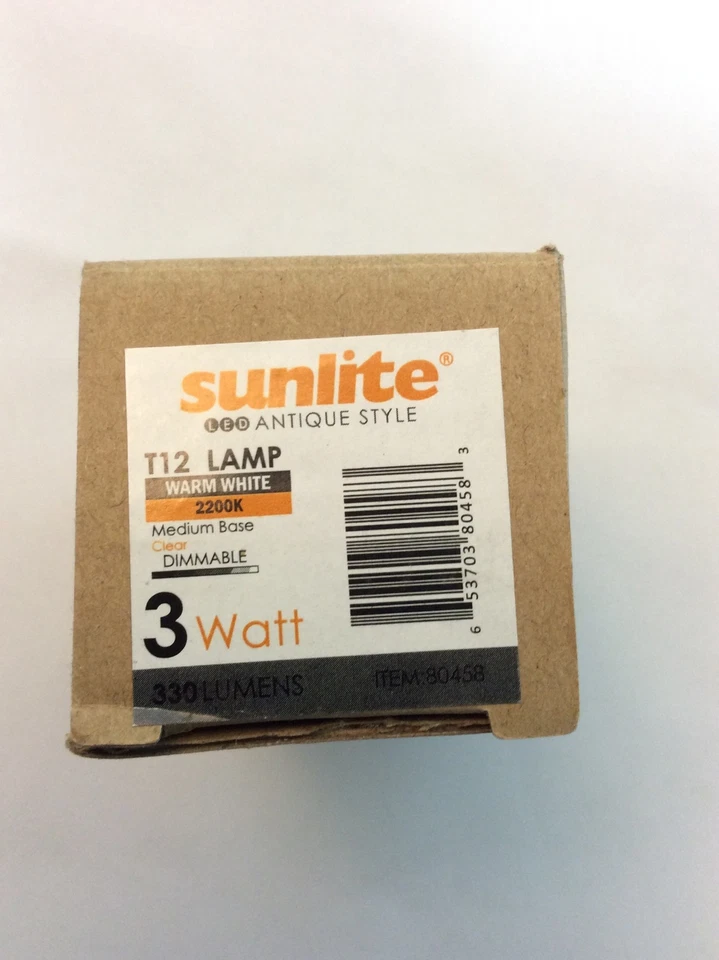 sunlite®
LED ANTIQUE STYLE
T12 LAMP
WARM WHITE
2200K
Medium Base
Clear
DIMMABLE
3 Watt
330 LUMENS
ITEM:80458
6 53703 80458 3